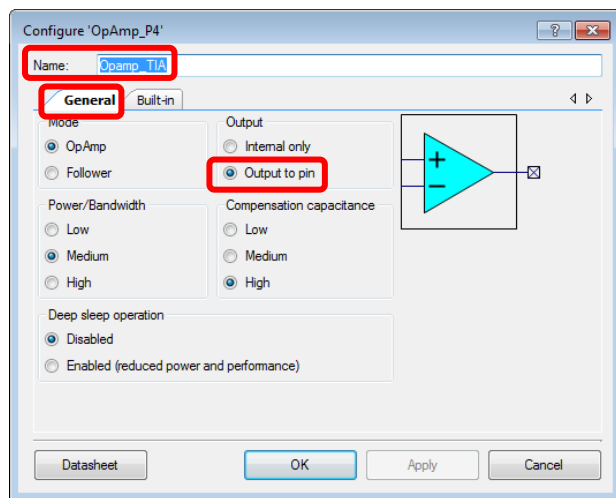 Configure 'OpAmp_P4'
Name: Opamp_TIA
General Built-in
Mode
OpAmp
Follower
Output
Internal only
Output to pin
Power/Bandwidth
Low
Medium
High
Compensation capacitance
Low
Medium
High
Deep sleep operation
Disabled
Enabled (reduced power and performance)
Datasheet OK Apply Cancel